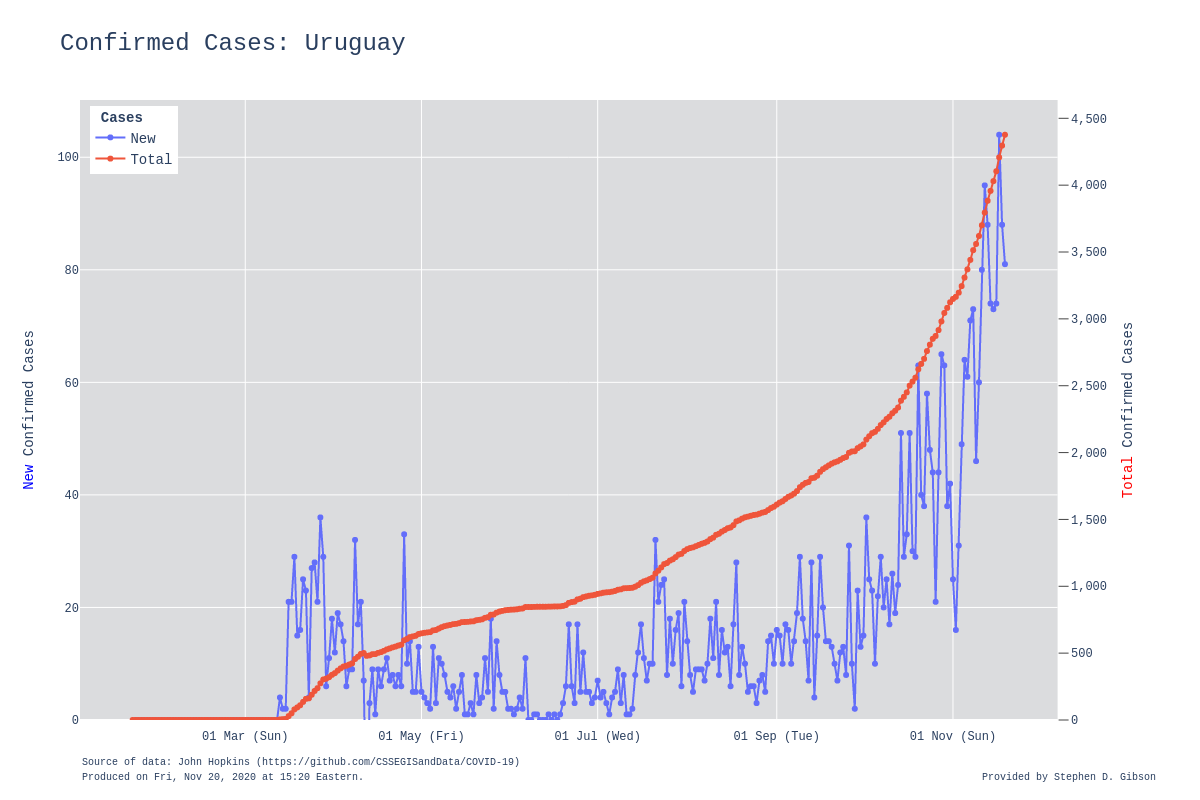 Confirmed Cases: Uruguay
Cases
New
Total
100
80
60
40
20
0
4,500
4,000
3,500
3,000
2,500
2,000
1,500
1,000
500
0
New Confirmed Cases
Total Confirmed Cases
01 Mar (Sun)
01 May (Fri)
01 Jul (Wed)
01 Sep (Tue)
01 Nov (Sun)
Source of data: John Hopkins (https://github.com/CSSEGISandData/COVID-19)
Produced on Fri, Nov 20, 2020 at 15:20 Eastern.
Provided by Stephen D. Gibson